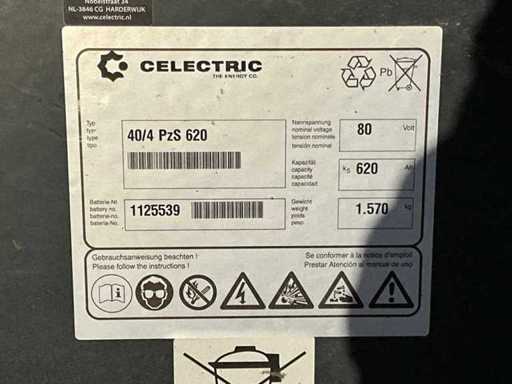 Nobelstraat 34
NL-3846 CG HARDERWIJK
www.celectric.nl
CELECTRIC
THE ENERGY CO.
Pb
Typ
type
tipo
40/4 PzS 620
Nennspannung
nominal voltage
tension nominale
tensión nominal
80 Volt
Kapazität
capacity
capacité
capacidad
K5 620 Ah
Batterie Nr.
battery no.
batterie-no.
batteria-no.
1125539
Gewicht
weight
poids
peso
1.570 kg
Gebrauchsanweisung beachten !
Please follow the instructions !
Se conformer à la notice d'emploi
Prestar Atención al manual de uso